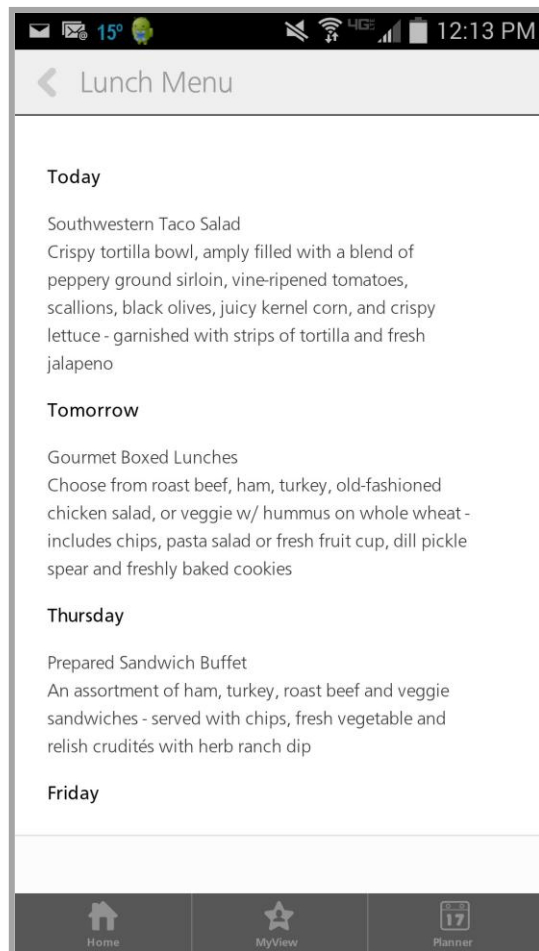 15° 4G 12:13 PM
Lunch Menu
Today
Southwestern Taco Salad
Crispy tortilla bowl, amply filled with a blend of
peppery ground sirloin, vine-ripened tomatoes,
scallions, black olives, juicy kernel corn, and crispy
lettuce - garnished with strips of tortilla and fresh
jalapeno
Tomorrow
Gourmet Boxed Lunches
Choose from roast beef, ham, turkey, old-fashioned
chicken salad, or veggie w/ hummus on whole wheat -
includes chips, pasta salad or fresh fruit cup, dill pickle
spear and freshly baked cookies
Thursday
Prepared Sandwich Buffet
An assortment of ham, turkey, roast beef and veggie
sandwiches - served with chips, fresh vegetable and
relish crudités with herb ranch dip
Friday
17
Home MyView Planner